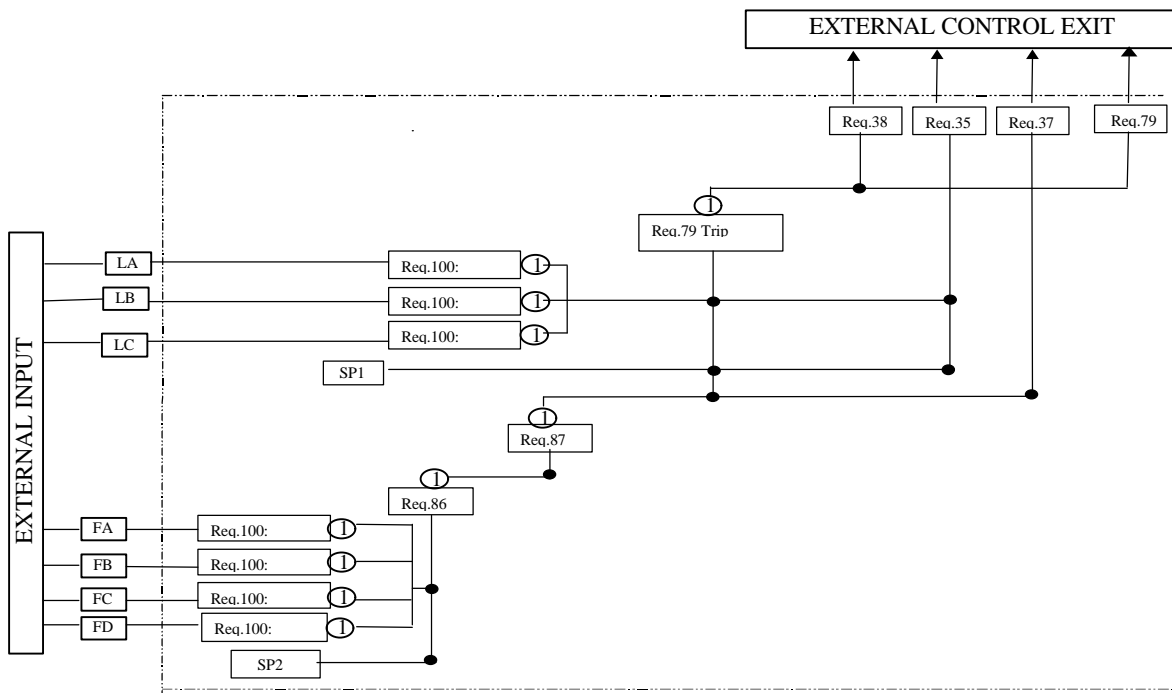 EXTERNAL CONTROL EXIT
Req.38
Req.35
Req.37
Req.79
1
Req.79 Trip
EXTERNAL INPUT
LA
Req.100:
1
LB
Req.100:
1
LC
Req.100:
1
SP1
1
Req.87
1
Req.86
FA
Req.100:
1
FB
Req.100:
1
FC
Req.100:
1
FD
Req.100:
1
SP2